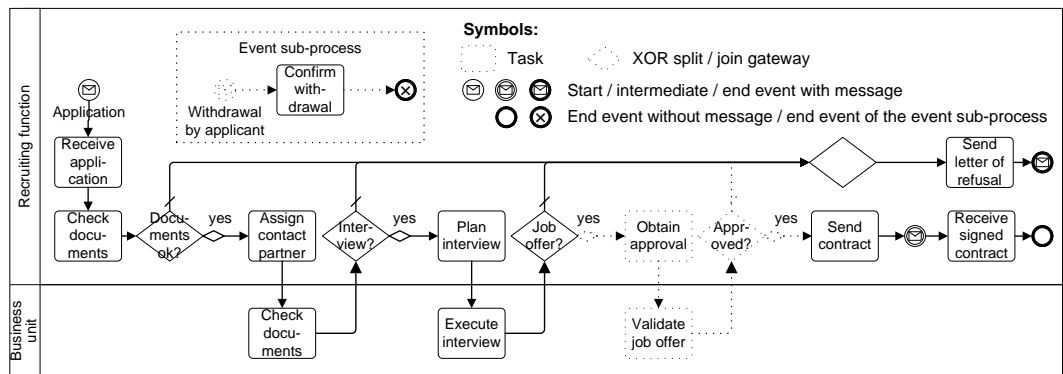 Recruiting function
Business
unit
Event sub-process
Confirm
with-
drawal
Withdrawal
by applicant
Symbols:
Task
XOR split / join gateway
Start / intermediate / end event with message
End event without message / end event of the event sub-process
Application
Receive
appli-
cation
Check
docu-
ments
Docu-
ments
ok?
yes
Assign
contact
partner
Check
docu-
ments
Inter-
view?
yes
Plan
interview
Execute
interview
Job
offer?
yes
Obtain
approval
Validate
job offer
Appr-
oved?
yes
Send
contract
Receive
signed
contract
Send
letter of
refusal